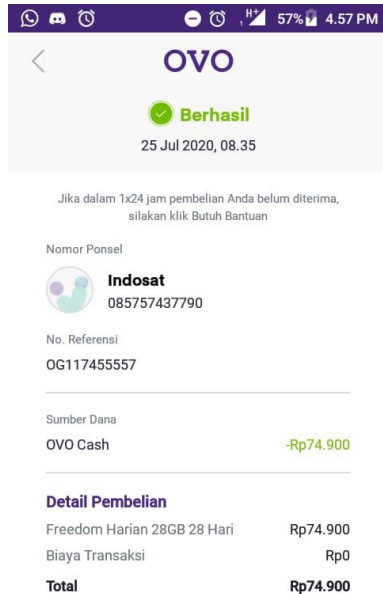 H+
57% 4.57 PM
OVO
Berhasil
25 Jul 2020, 08.35
Jika dalam 1x24 jam pembelian Anda belum diterima,
silakan klik Butuh Bantuan
Nomor Ponsel
Indosat
085757437790
No. Referensi
OG117455557
Sumber Dana
OVO Cash -Rp74.900
Detail Pembelian
Freedom Harian 28GB 28 Hari Rp74.900
Biaya Transaksi Rp0
Total Rp74.900